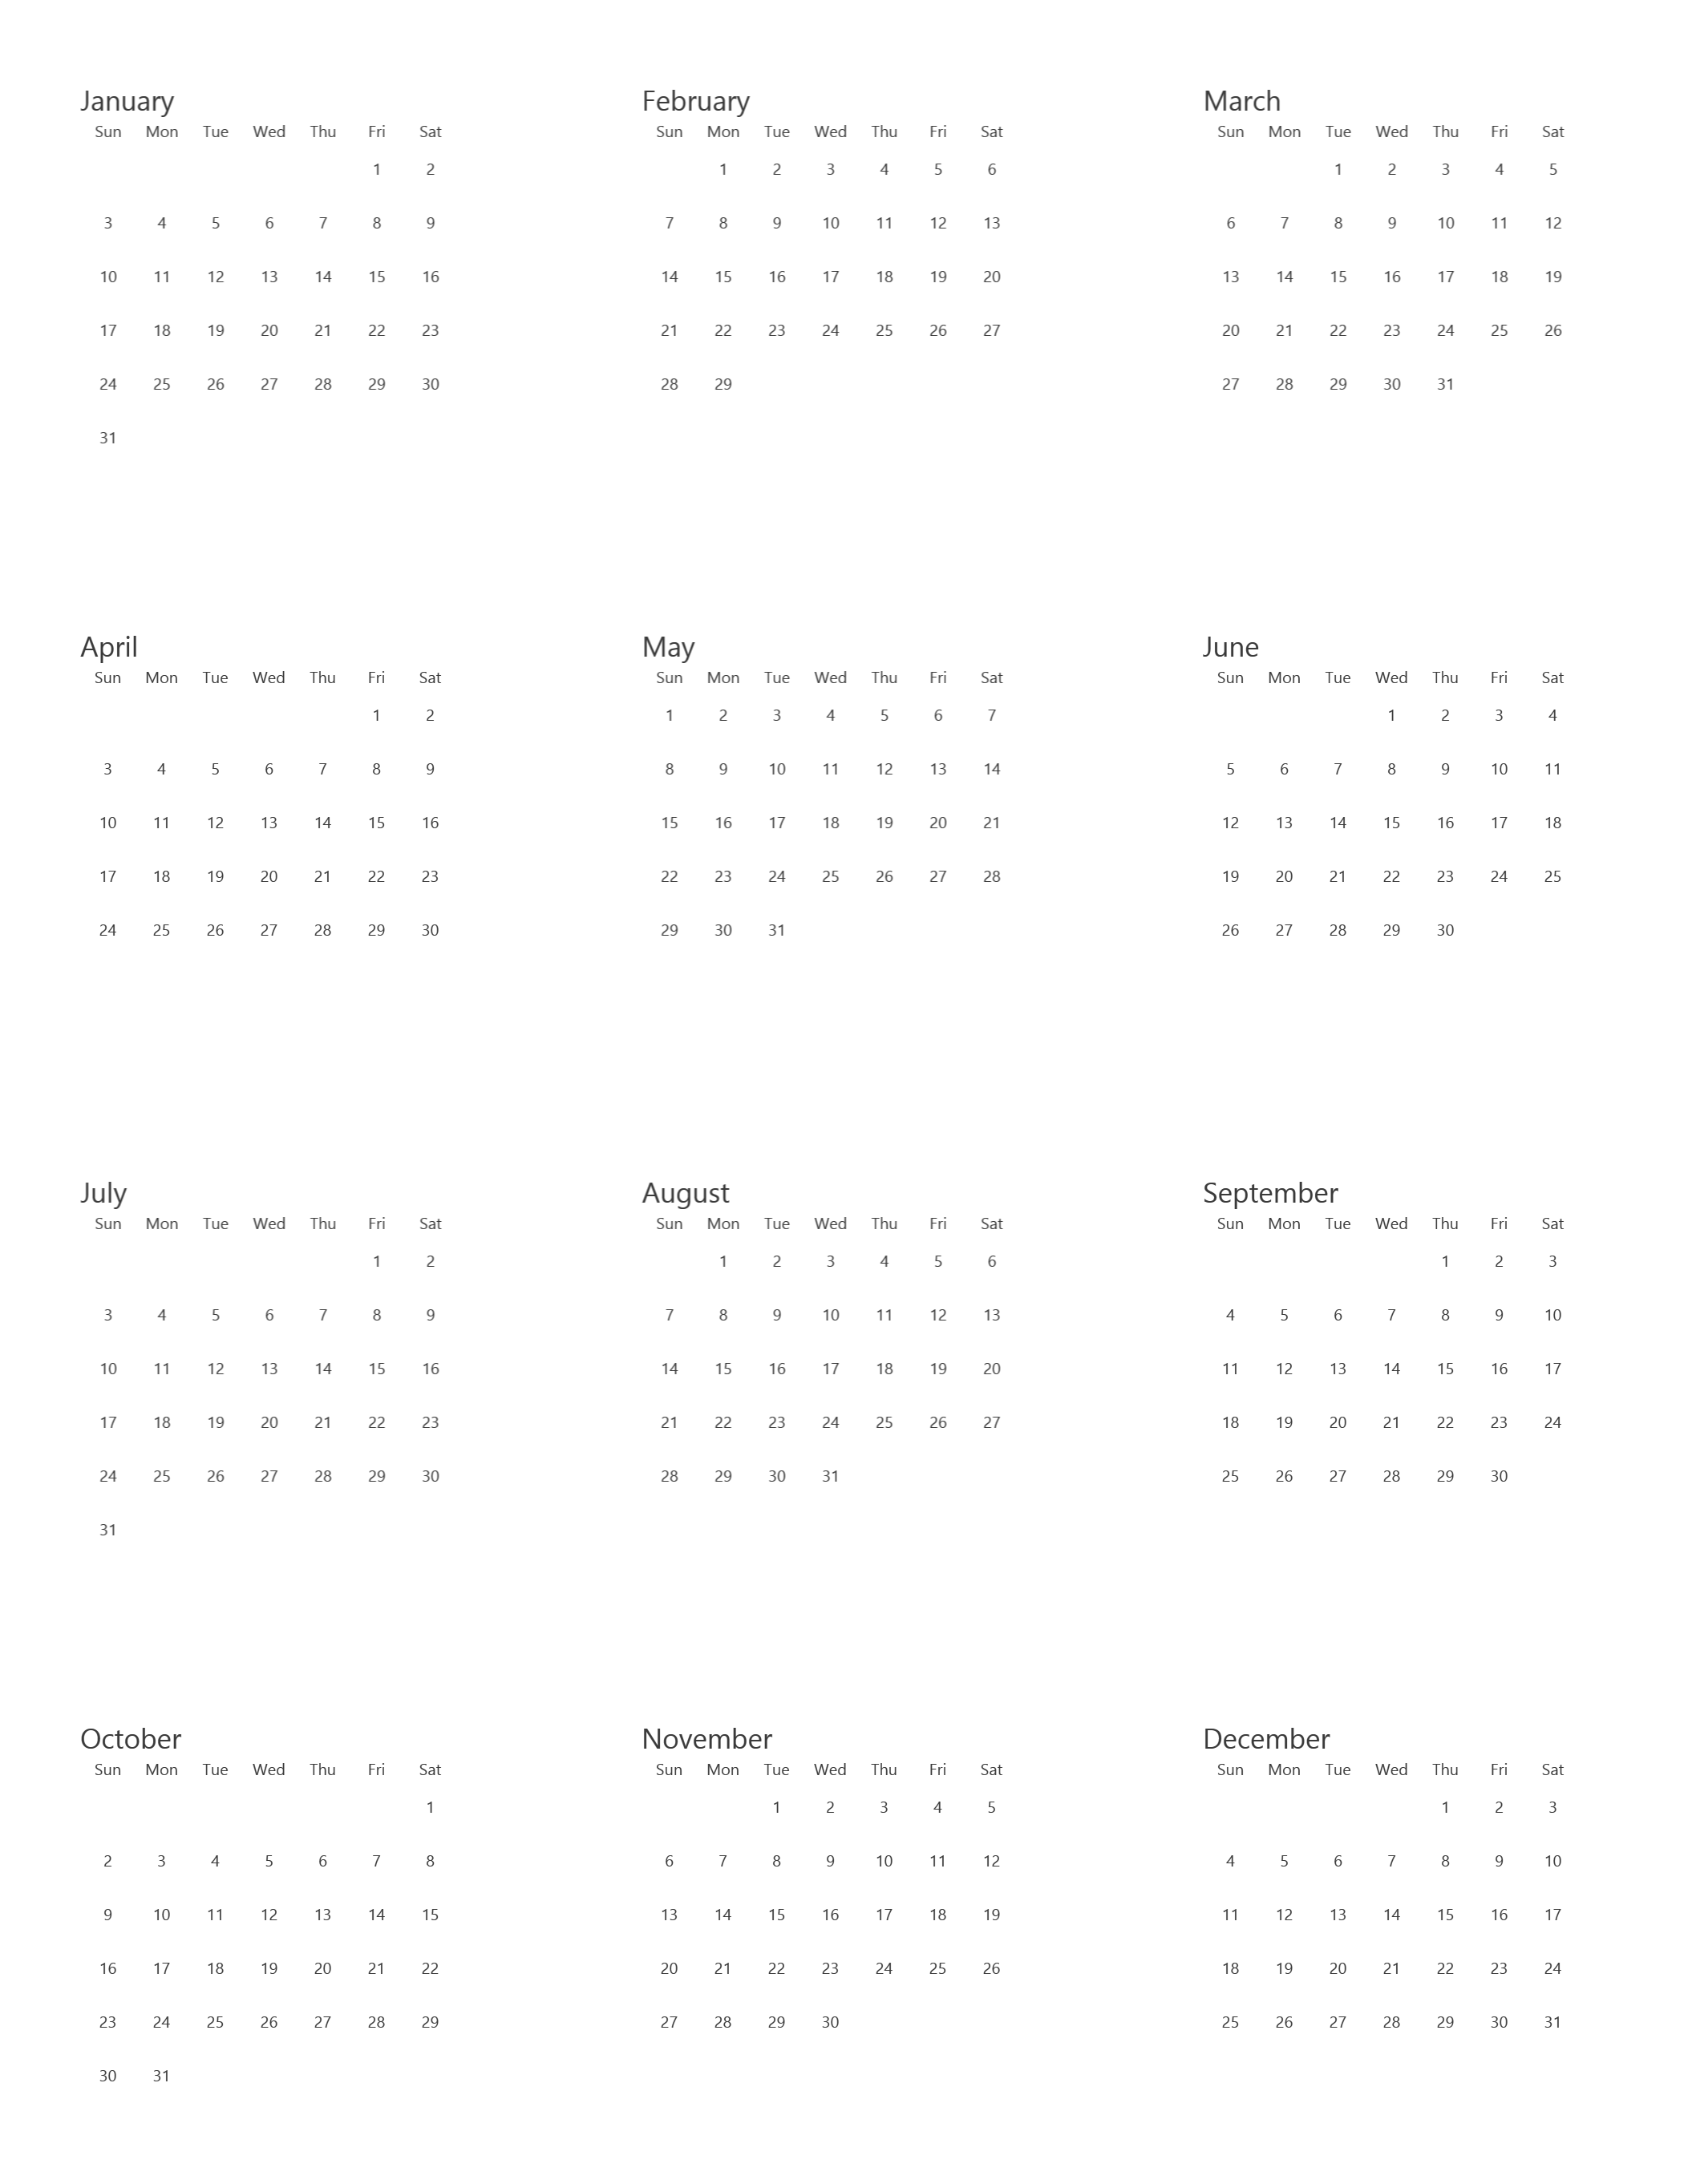 January
Sun Mon Tue Wed Thu Fri Sat
1 2
3 4 5 6 7 8 9
10 11 12 13 14 15 16
17 18 19 20 21 22 23
24 25 26 27 28 29 30
31
February
Sun Mon Tue Wed Thu Fri Sat
1 2 3 4 5 6
7 8 9 10 11 12 13
14 15 16 17 18 19 20
21 22 23 24 25 26 27
28 29
March
Sun Mon Tue Wed Thu Fri Sat
1 2 3 4 5
6 7 8 9 10 11 12
13 14 15 16 17 18 19
20 21 22 23 24 25 26
27 28 29 30 31
April
Sun Mon Tue Wed Thu Fri Sat
1 2
3 4 5 6 7 8 9
10 11 12 13 14 15 16
17 18 19 20 21 22 23
24 25 26 27 28 29 30
May
Sun Mon Tue Wed Thu Fri Sat
1 2 3 4 5 6 7
8 9 10 11 12 13 14
15 16 17 18 19 20 21
22 23 24 25 26 27 28
29 30 31
June
Sun Mon Tue Wed Thu Fri Sat
1 2 3 4
5 6 7 8 9 10 11
12 13 14 15 16 17 18
19 20 21 22 23 24 25
26 27 28 29 30
July
Sun Mon Tue Wed Thu Fri Sat
1 2
3 4 5 6 7 8 9
10 11 12 13 14 15 16
17 18 19 20 21 22 23
24 25 26 27 28 29 30
31
August
Sun Mon Tue Wed Thu Fri Sat
1 2 3 4 5 6
7 8 9 10 11 12 13
14 15 16 17 18 19 20
21 22 23 24 25 26 27
28 29 30 31
September
Sun Mon Tue Wed Thu Fri Sat
1 2 3
4 5 6 7 8 9 10
11 12 13 14 15 16 17
18 19 20 21 22 23 24
25 26 27 28 29 30
October
Sun Mon Tue Wed Thu Fri Sat
1
2 3 4 5 6 7 8
9 10 11 12 13 14 15
16 17 18 19 20 21 22
23 24 25 26 27 28 29
30 31
November
Sun Mon Tue Wed Thu Fri Sat
1 2 3 4 5
6 7 8 9 10 11 12
13 14 15 16 17 18 19
20 21 22 23 24 25 26
27 28 29 30
December
Sun Mon Tue Wed Thu Fri Sat
1 2 3
4 5 6 7 8 9 10
11 12 13 14 15 16 17
18 19 20 21 22 23 24
25 26 27 28 29 30 31